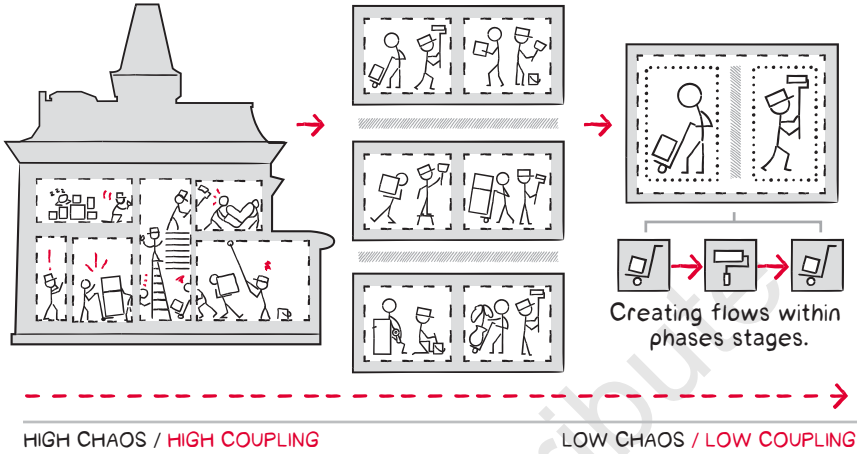 Creating flows within
phases stages.
HIGH CHAOS / HIGH COUPLING
LOW CHAOS / LOW COUPLING